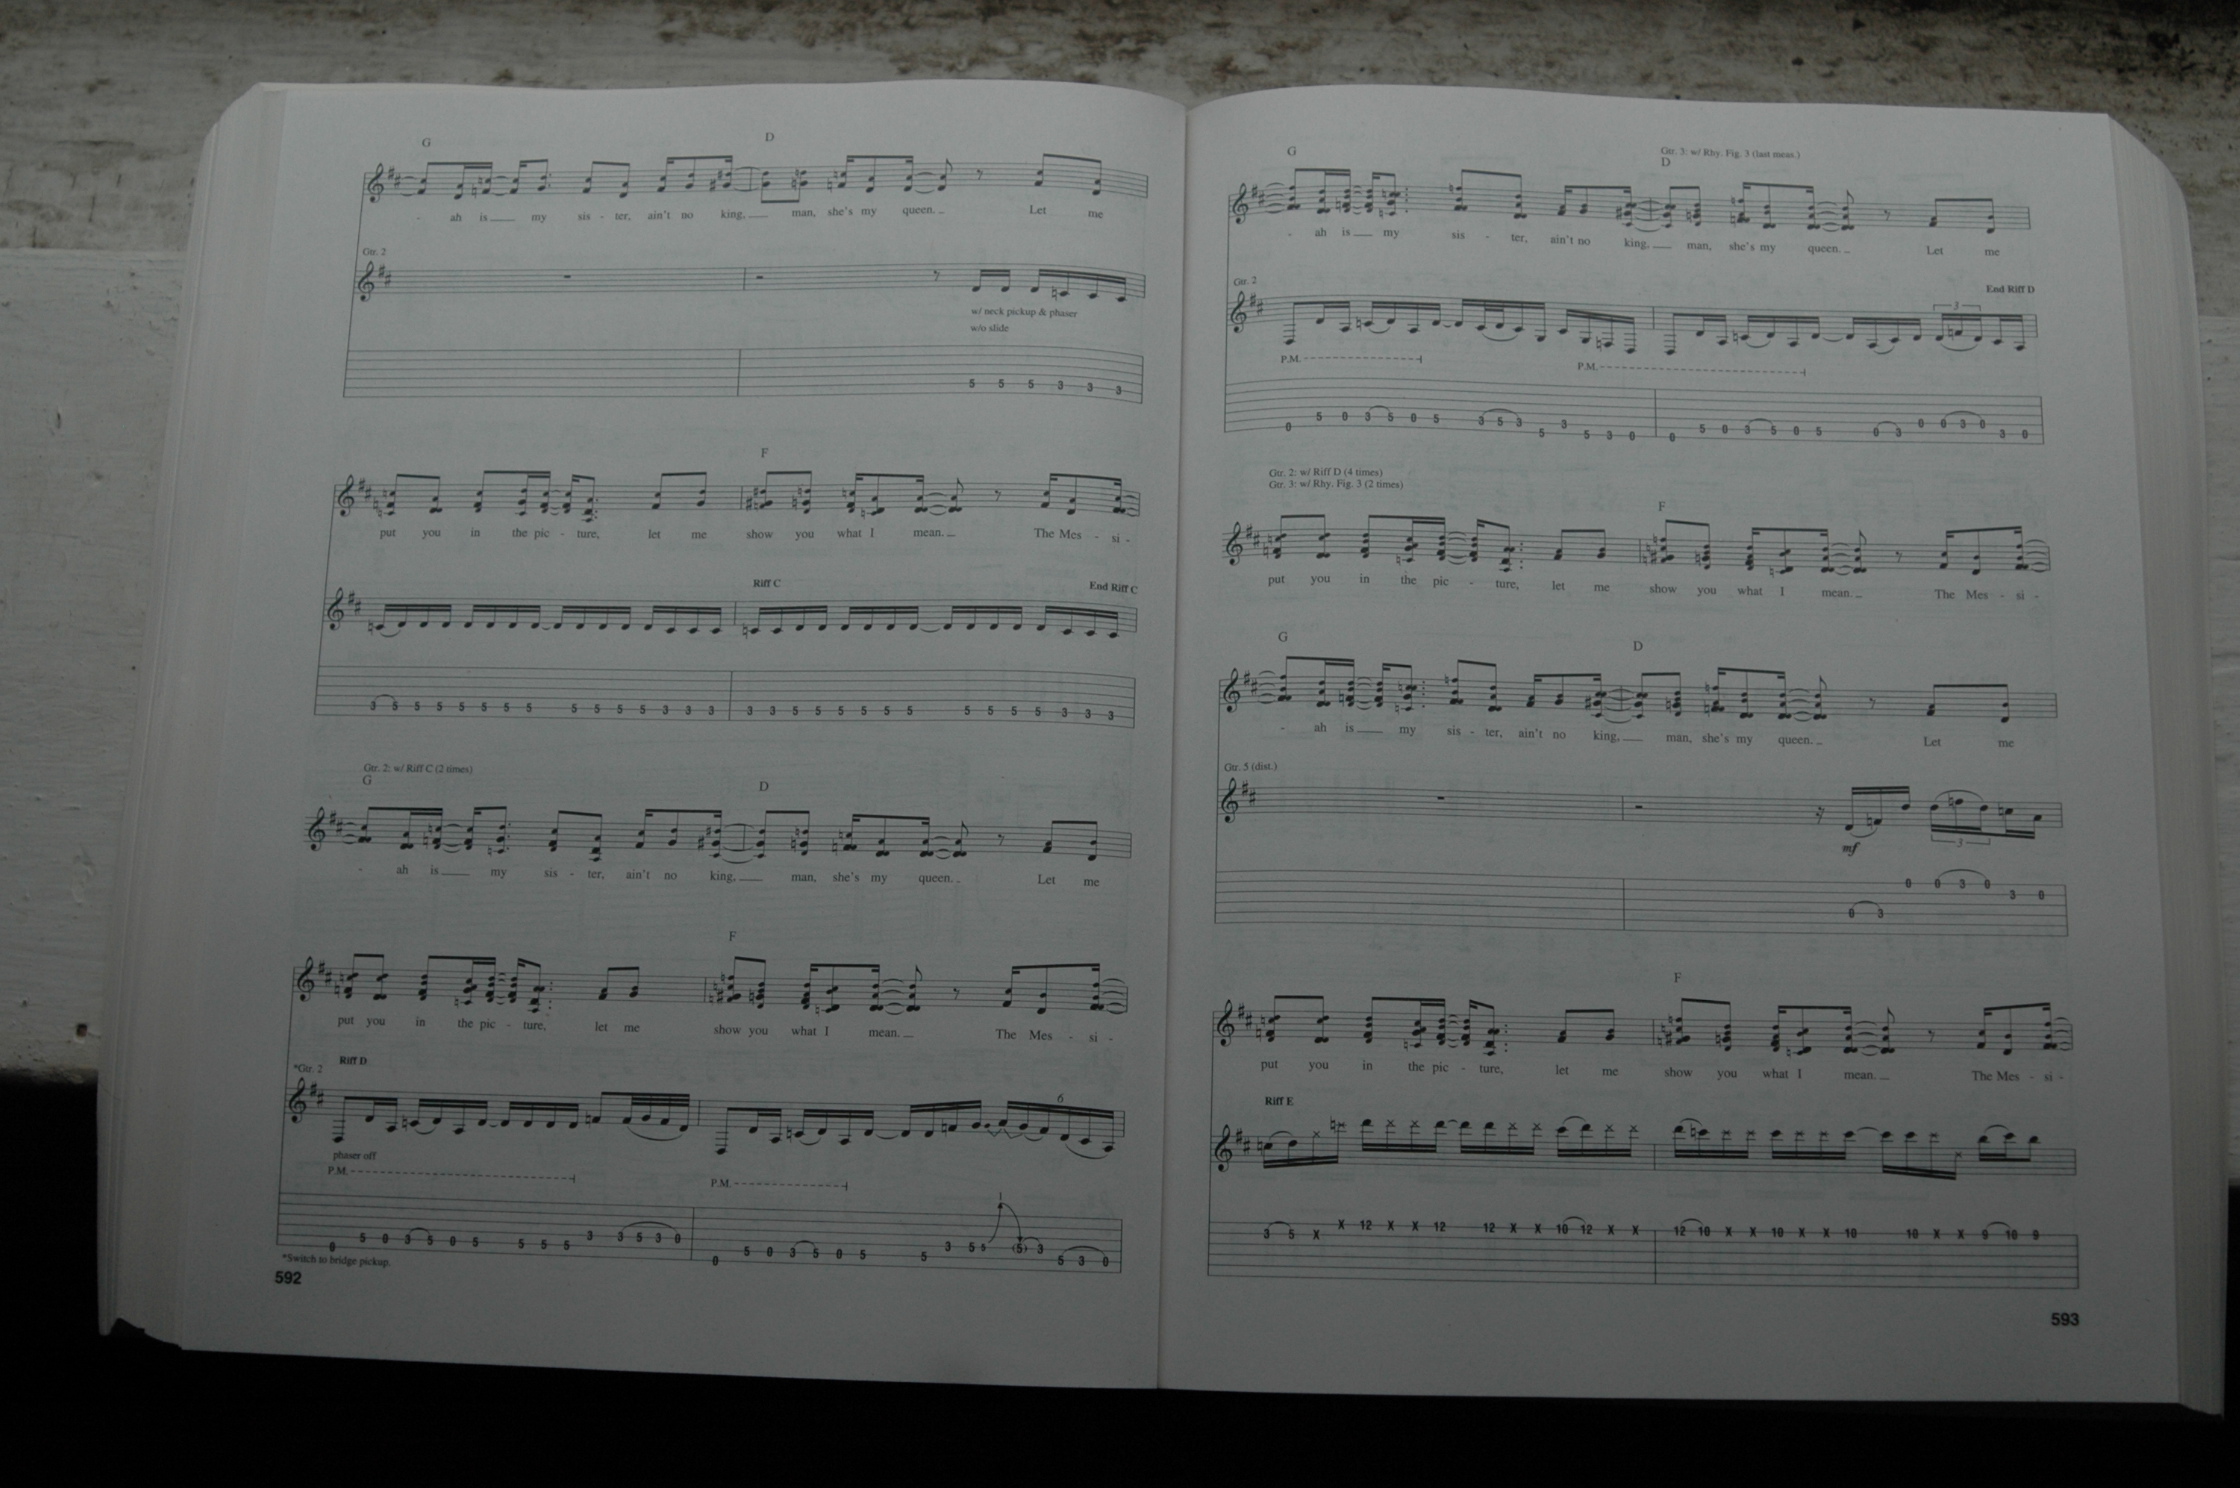 G D
- ah is my sis - ter, ain't no king, man, she's my queen. Let me
Gtr. 2
w/ neck pickup & phaser
w/o slide
5 5 5 3 3 3
F
put you in the pic - ture, let me show you what I mean. The Mes - si -
Riff C End Riff C
3 5 5 5 5 5 5 5 5 5 5 5 3 3 3 3 3 5 5 5 5 5 5 5 5 5 5 3 3 3
Gtr. 2: w/ Riff C (2 times)
G D
- ah is my sis - ter, ain't no king, man, she's my queen. Let me
F
put you in the pic - ture, let me show you what I mean. The Mes - si -
Riff D
*Gtr. 2
6
phaser off
P.M. P.M.
1
0 5 0 3 5 0 5 5 5 5 3 3 5 3 0 0 5 0 3 5 0 5 5 3 5 5 (5) 3 5 3 0
*Switch to bridge pickup.
592
Gtr. 3: w/ Rhy. Fig. 3 (last meas.)
G D
- ah is my sis - ter, ain't no king, man, she's my queen. Let me
Gtr. 2 End Riff D
3
P.M. P.M.
0 5 0 3 5 0 5 3 5 3 5 3 5 3 0 0 5 0 3 5 0 5 0 3 0 0 3 0 3 0
Gtr. 2: w/ Riff D (4 times)
Gtr. 3: w/ Rhy. Fig. 3 (2 times)
F
put you in the pic - ture, let me show you what I mean. The Mes - si -
G D
- ah is my sis - ter, ain't no king, man, she's my queen. Let me
Gtr. 5 (dist.)
mf 3
0 3 0 0 3 0 3 0
F
put you in the pic - ture, let me show you what I mean. The Mes - si -
Riff E
3 5 X X 12 X X 12 12 X X 10 12 X X 12 10 X X 10 X X 10 10 X X 9 10 9
593